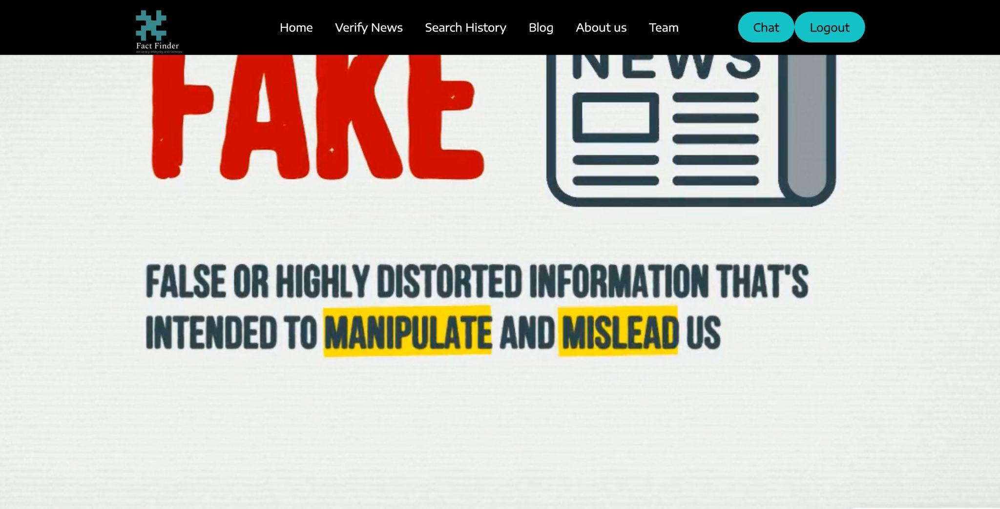 Fact Finder
accuracy, integrity and fairness
Home Verify News Search History Blog About us Team Chat Logout
FAKE NEWS
FALSE OR HIGHLY DISTORTED INFORMATION THAT'S
INTENDED TO MANIPULATE AND MISLEAD US